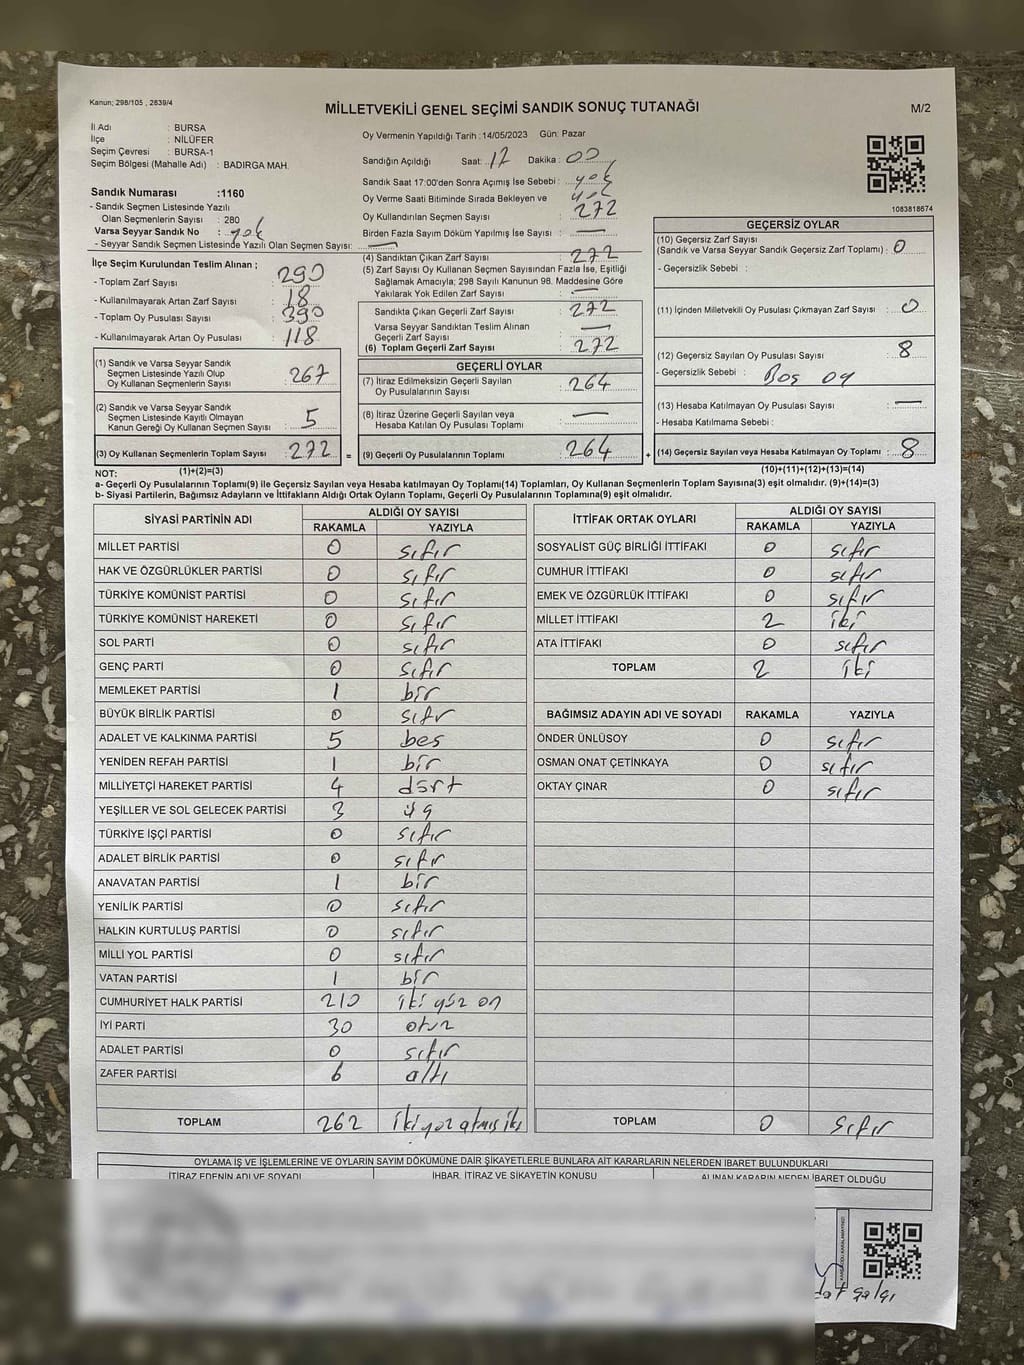 Kanun; 298/105 , 2839/4
MİLLETVEKİLİ GENEL SEÇİMİ SANDIK SONUÇ TUTANAĞI
M/2
İl Adı : BURSA
İlçe : NİLÜFER
Seçim Çevresi : BURSA-1
Seçim Bölgesi (Mahalle Adı) : BADIRGA MAH.
Sandık Numarası :1160
- Sandık Seçmen Listesinde Yazılı
Olan Seçmenlerin Sayısı : 280
Varsa Seyyar Sandık No : yok
- Seyyar Sandık Seçmen Listesinde Yazılı Olan Seçmen Sayısı: —
İlçe Seçim Kurulundan Teslim Alınan ;
- Toplam Zarf Sayısı : 290
- Kullanılmayarak Artan Zarf Sayısı : 18
- Toplam Oy Pusulası Sayısı : 390
- Kullanılmayarak Artan Oy Pusulası : 118
Oy Vermenin Yapıldığı Tarih : 14/05/2023 Gün: Pazar
Sandığın Açıldığı Saat: 17 Dakika : 00
Sandık Saat 17:00'den Sonra Açımış İse Sebebi : yok
Oy Verme Saati Bitiminde Sırada Bekleyen ve yok
Oy Kullandırılan Seçmen Sayısı : 272
Birden Fazla Sayım Döküm Yapılmış İse Sayısı : —
(4) Sandıktan Çıkan Zarf Sayısı : 272
(5) Zarf Sayısı Oy Kullanan Seçmen Sayısından Fazla İse, Eşitliği
Sağlamak Amacıyla; 298 Sayılı Kanunun 98. Maddesine Göre
Yakılarak Yok Edilen Zarf Sayısı : —
Sandıkta Çıkan Geçerli Zarf Sayısı : 272
Varsa Seyyar Sandıktan Teslim Alınan
Geçerli Zarf Sayısı : —
(6) Toplam Geçerli Zarf Sayısı : 272
1083818674
GEÇERSİZ OYLAR
(10) Geçersiz Zarf Sayısı
(Sandık ve Varsa Seyyar Sandık Geçersiz Zarf Toplamı) : 0
- Geçersizlik Sebebi :
(11) İçinden Milletvekili Oy Pusulası Çıkmayan Zarf Sayısı : 0
(12) Geçersiz Sayılan Oy Pusulası Sayısı : 8
- Geçersizlik Sebebi : Boş oy
(13) Hesaba Katılmayan Oy Pusulası Sayısı : —
- Hesaba Katılmama Sebebi :
(14) Geçersiz Sayılan veya Hesaba Katılmayan Oy Toplamı : 8
(1) Sandık ve Varsa Seyyar Sandık
Seçmen Listesinde Yazılı Olup
Oy Kullanan Seçmenlerin Sayısı : 267
(2) Sandık ve Varsa Seyyar Sandık
Seçmen Listesinde Kayıtlı Olmayan
Kanun Gereği Oy Kullanan Seçmen Sayısı : 5
(3) Oy Kullanan Seçmenlerin Toplam Sayısı : 272 =
GEÇERLİ OYLAR
(7) İtiraz Edilmeksizin Geçerli Sayılan
Oy Pusulalarının Sayısı : 264
(8) İtiraz Üzerine Geçerli Sayılan veya
Hesaba Katılan Oy Pusulası Toplamı : —
(9) Geçerli Oy Pusulalarının Toplamı : 264 +
NOT: (1)+(2)=(3) (10)+(11)+(12)+(13)=(14)
a- Geçerli Oy Pusulalarının Toplamı(9) ile Geçersiz Sayılan veya Hesaba katılmayan Oy Toplamı(14) Toplamları, Oy Kullanan Seçmenlerin Toplam Sayısına(3) eşit olmalıdır. (9)+(14)=(3)
b- Siyasi Partilerin, Bağımsız Adayların ve İttifakların Aldığı Ortak Oyların Toplamı, Geçerli Oy Pusulalarının Toplamına(9) eşit olmalıdır.
SİYASİ PARTİNİN ADI ALDIĞI OY SAYISI
RAKAMLA YAZIYLA
MİLLET PARTİSİ 0 sıfır
HAK VE ÖZGÜRLÜKLER PARTİSİ 0 sıfır
TÜRKİYE KOMÜNİST PARTİSİ 0 sıfır
TÜRKİYE KOMÜNİST HAREKETİ 0 sıfır
SOL PARTİ 0 sıfır
GENÇ PARTİ 0 sıfır
MEMLEKET PARTİSİ 1 bir
BÜYÜK BİRLİK PARTİSİ 0 sıfır
ADALET VE KALKINMA PARTİSİ 5 beş
YENİDEN REFAH PARTİSİ 1 bir
MİLLİYETÇİ HAREKET PARTİSİ 4 dört
YEŞİLLER VE SOL GELECEK PARTİSİ 3 üç
TÜRKİYE İŞÇİ PARTİSİ 0 sıfır
ADALET BİRLİK PARTİSİ 0 sıfır
ANAVATAN PARTİSİ 1 bir
YENİLİK PARTİSİ 0 sıfır
HALKIN KURTULUŞ PARTİSİ 0 sıfır
MİLLİ YOL PARTİSİ 0 sıfır
VATAN PARTİSİ 1 bir
CUMHURİYET HALK PARTİSİ 210 iki yüz on
İYİ PARTİ 30 otuz
ADALET PARTİSİ 0 sıfır
ZAFER PARTİSİ 6 altı
TOPLAM 262 iki yüz atmış iki
İTTİFAK ORTAK OYLARI ALDIĞI OY SAYISI
RAKAMLA YAZIYLA
SOSYALİST GÜÇ BİRLİĞİ İTTİFAKI 0 sıfır
CUMHUR İTTİFAKI 0 sıfır
EMEK VE ÖZGÜRLÜK İTTİFAKI 0 sıfır
MİLLET İTTİFAKI 2 iki
ATA İTTİFAKI 0 sıfır
TOPLAM 2 iki
BAĞIMSIZ ADAYIN ADI VE SOYADI RAKAMLA YAZIYLA
ÖNDER ÜNLÜSOY 0 sıfır
OSMAN ONAT ÇETİNKAYA 0 sıfır
OKTAY ÇINAR 0 sıfır
TOPLAM 0 sıfır
OYLAMA İŞ VE İŞLEMLERİNE VE OYLARIN SAYIM DÖKÜMÜNE DAİR ŞİKAYETLERLE BUNLARA AİT KARARLARIN NELERDEN İBARET BULUNDUKLARI
İTİRAZ EDENİN ADI VE SOYADI İHBAR, İTİRAZ VE ŞİKAYETİN KONUSU ALINAN KARARIN NEDEN İBARET OLDUĞU